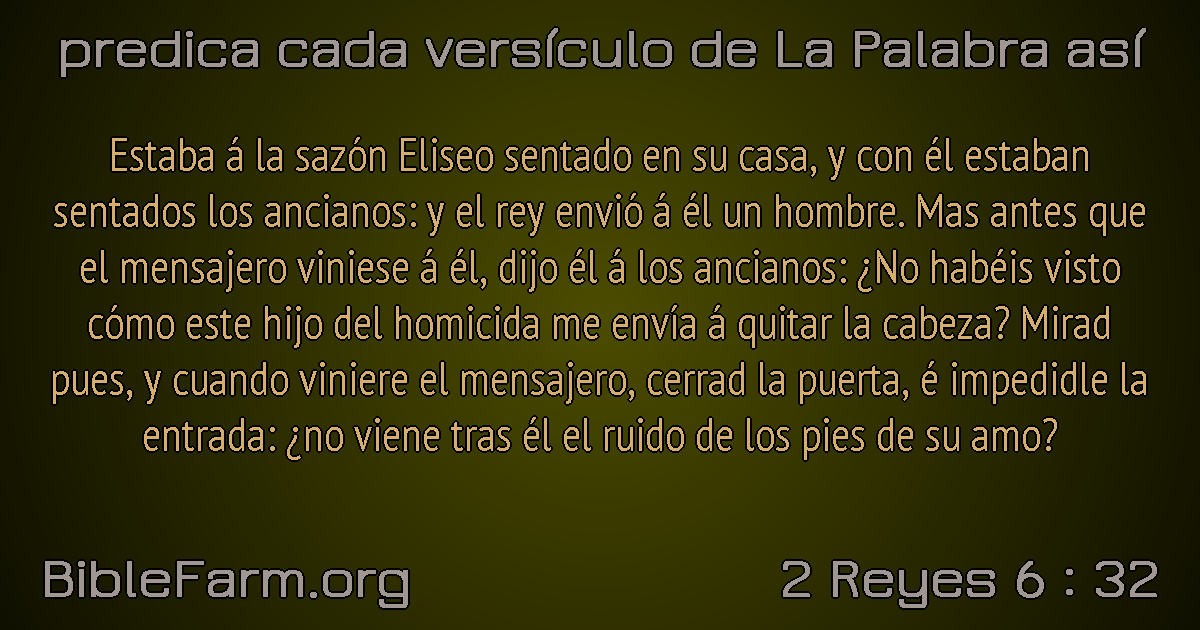 predica cada versículo de La Palabra así
Estaba á la sazón Eliseo sentado en su casa, y con él estaban
sentados los ancianos: y el rey envió á él un hombre. Mas antes que
el mensajero viniese á él, dijo él á los ancianos: ¿No habéis visto
cómo este hijo del homicida me envía á quitar la cabeza? Mirad
pues, y cuando viniere el mensajero, cerrad la puerta, é impedidle la
entrada: ¿no viene tras él el ruido de los pies de su amo?
BibleFarm.org
2 Reyes 6 : 32